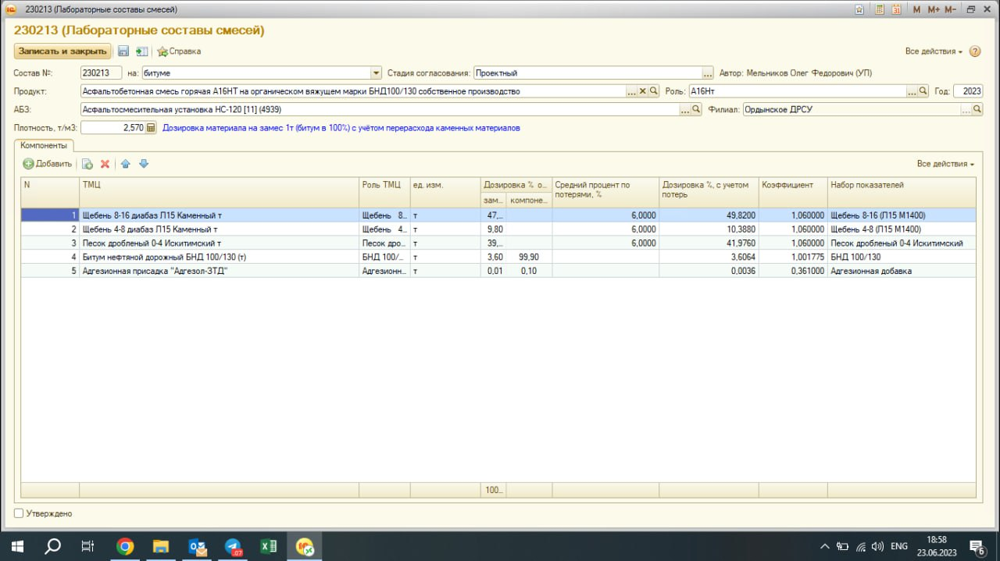 230213 (Лабораторные составы смесей)
M M+ M-
230213 (Лабораторные составы смесей)
Записать и закрыть Справка Все действия
Состав №: 230213 на: битуме Стадия согласования: Проектный Автор: Мельников Олег Федорович (УП)
Продукт: Асфальтобетонная смесь горячая А16НТ на органическом вяжущем марки БНД100/130 собственное производство Роль: А16Нт Год: 2023
АБЗ: Асфальтосмесительная установка НС-120 [11] (4939) Филиал: Ордынское ДРСУ
Плотность, т/м3: 2,570 Дозировка материала на замес 1т (битум в 100%) с учётом перерасхода каменных материалов
Компоненты
Добавить Все действия
N ТМЦ Роль ТМЦ ед. изм. Дозировка % о... Средний процент по потерями, % Дозировка %, с учетом потерь Коэффициент Набор показателей
зам... компоне...
1 Щебень 8-16 диабаз Л15 Каменный т Щебень 8... т 47,... 6,0000 49,8200 1,060000 Щебень 8-16 (Л15 М1400)
2 Щебень 4-8 диабаз Л15 Каменный т Щебень 4... т 9,80 6,0000 10,3880 1,060000 Щебень 4-8 (Л15 М1400)
3 Песок дробленый 0-4 Искитимский т Песок дро... т 39,... 6,0000 41,9760 1,060000 Песок дробленый 0-4 Искитимский
4 Битум нефтяной дорожный БНД 100/130 (т) БНД 100/... т 3,60 99,90 3,6064 1,001775 БНД 100/130
5 Адгезионная присадка "Адгезол-3ТД" Адгезионн... т 0,01 0,10 0,0036 0,361000 Адгезионная добавка
100...
Утверждено
ENG 18:58
23.06.2023 6